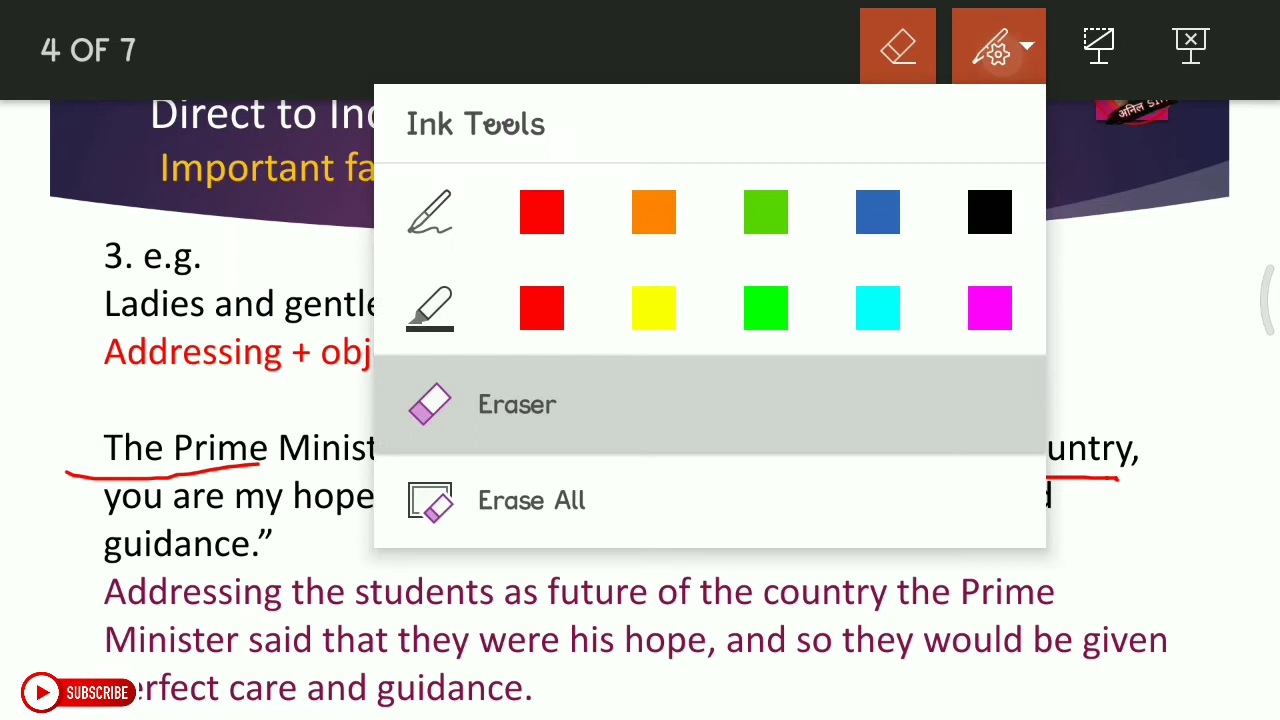 4 OF 7
Direct to In
Important fa
अनिल
Ink Tools
3. e.g.
Ladies and gentle
Addressing + obj
Eraser
The Prime Minist untry,
you are my hope d
guidance.”
Erase All
Addressing the students as future of the country the Prime
Minister said that they were his hope, and so they would be given
erfect care and guidance.
SUBSCRIBE